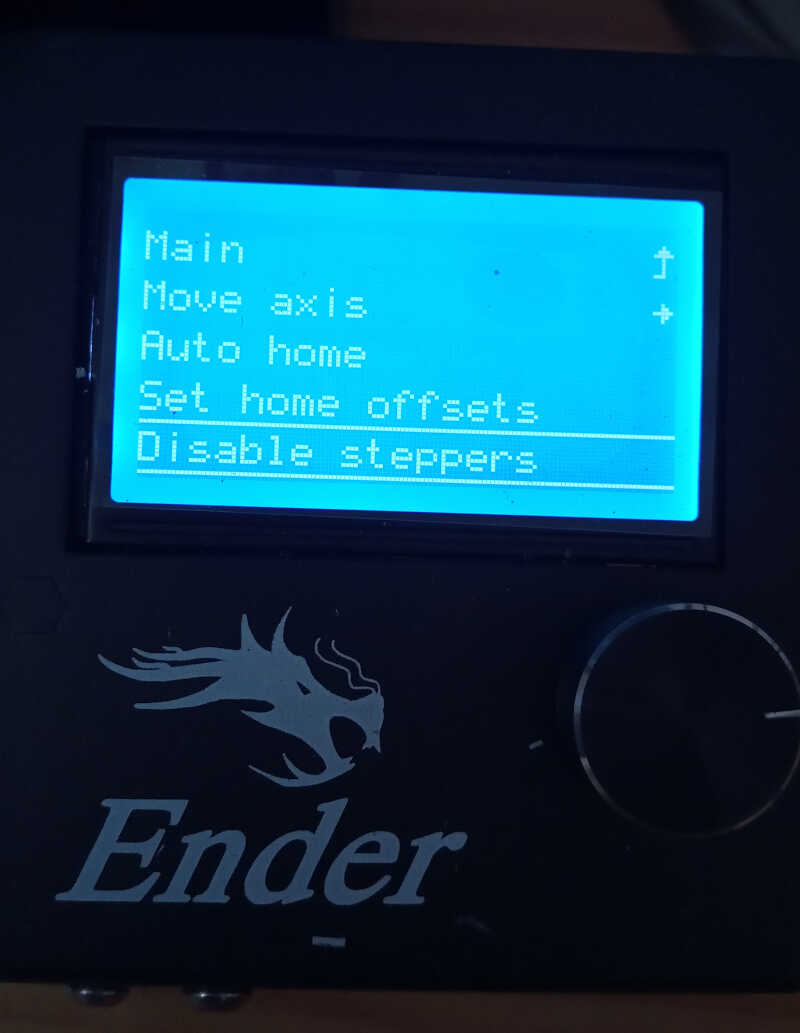 Main
Move axis
Auto home
Set home offsets
Disable steppers
Ender